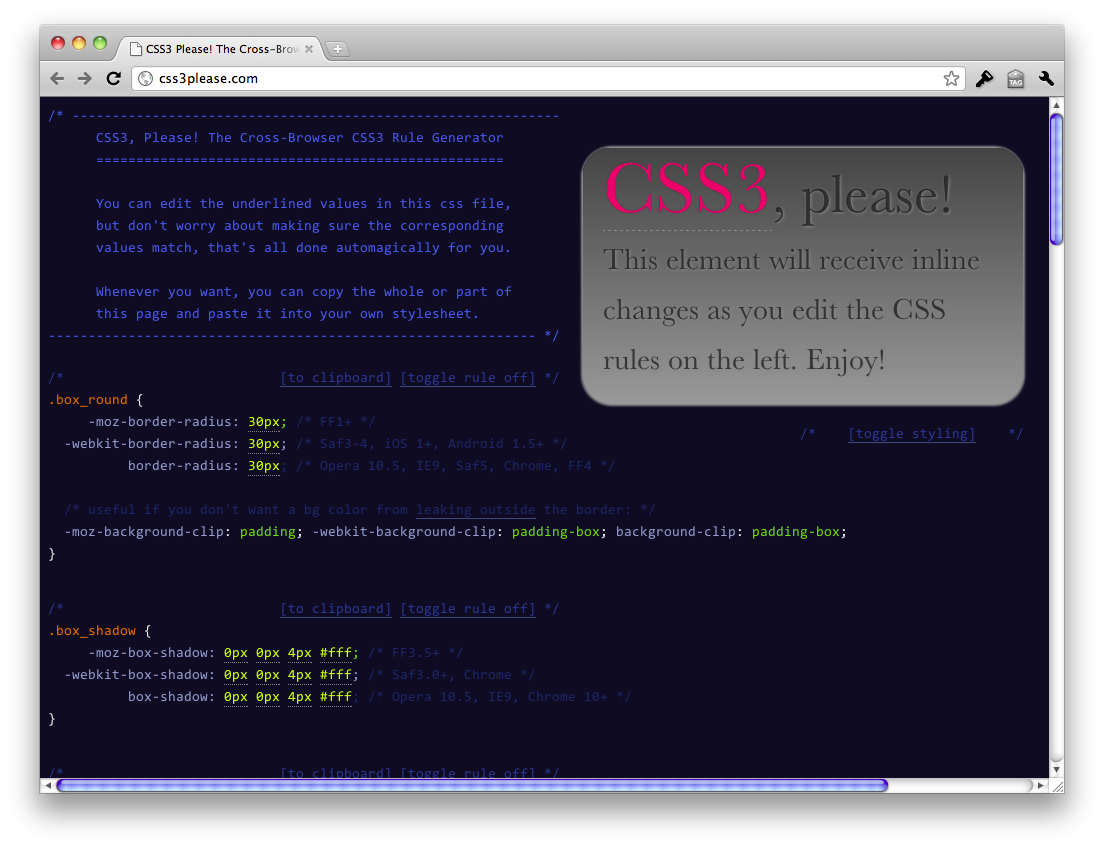 CSS3 Please! The Cross-Brow
css3please.com
TAG
/* -------------------------------------------------------------
CSS3, Please! The Cross-Browser CSS3 Rule Generator
===================================================
You can edit the underlined values in this css file,
but don't worry about making sure the corresponding
values match, that's all done automagically for you.
Whenever you want, you can copy the whole or part of
this page and paste it into your own stylesheet.
------------------------------------------------------------- */
CSS3, please!
This element will receive inline
changes as you edit the CSS
rules on the left. Enjoy!
/* [toggle styling] */
/* [to clipboard] [toggle rule off] */
.box_round {
-moz-border-radius: 30px; /* FF1+ */
-webkit-border-radius: 30px; /* Saf3-4, iOS 1+, Android 1.5+ */
border-radius: 30px; /* Opera 10.5, IE9, Saf5, Chrome, FF4 */
/* useful if you don't want a bg color from leaking outside the border: */
-moz-background-clip: padding; -webkit-background-clip: padding-box; background-clip: padding-box;
}
/* [to clipboard] [toggle rule off] */
.box_shadow {
-moz-box-shadow: 0px 0px 4px #fff; /* FF3.5+ */
-webkit-box-shadow: 0px 0px 4px #fff; /* Saf3.0+, Chrome */
box-shadow: 0px 0px 4px #fff; /* Opera 10.5, IE9, Chrome 10+ */
}
/* [to clipboard] [toggle rule off] */